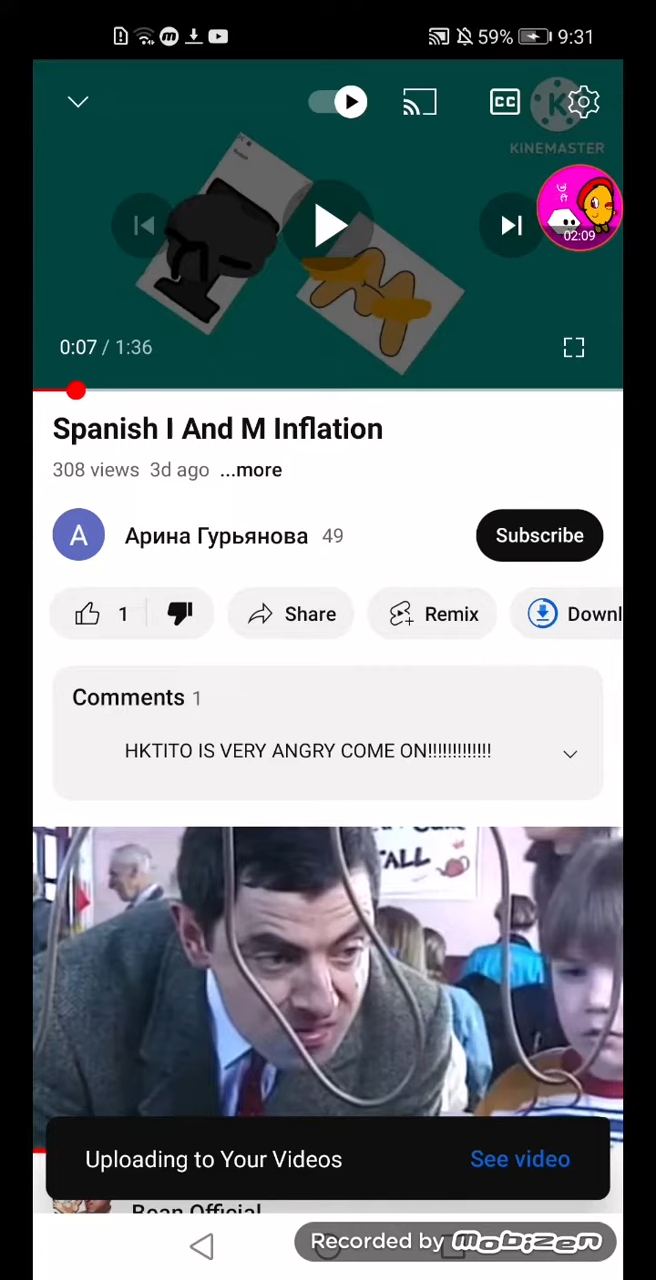 59% 9:31
CC
K
KINEMASTER
02:09
0:07 / 1:36
Spanish I And M Inflation
308 views 3d ago ...more
A Арина Гурьянова 49 Subscribe
1 Share Remix Downl
Comments 1
HKTITO IS VERY ANGRY COME ON!!!!!!!!!!!!!
TALL
Uploading to Your Videos See video
Bean Official
Recorded by mobizen